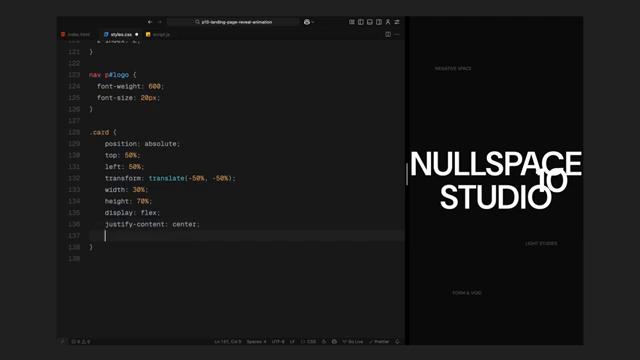 p10-landing-page-reveal-animation
index.html
styles.css
script.js
121 }
122
123 nav p#logo {
124 font-weight: 600;
125 font-size: 20px;
126 }
127
128 .card {
129 position: absolute;
130 top: 50%;
131 left: 50%;
132 transform: translate(-50%, -50%);
133 width: 30%;
134 height: 70%;
135 display: flex;
136 justify-content: center;
137
138 }
139
NEGATIVE SPACE
NULLSPACE
10
STUDIO
LIGHT STUDIES
FORM & VOID
0 0
Ln 137, Col 9 Spaces: 4 UTF-8 LF {} CSS Go Live Prettier